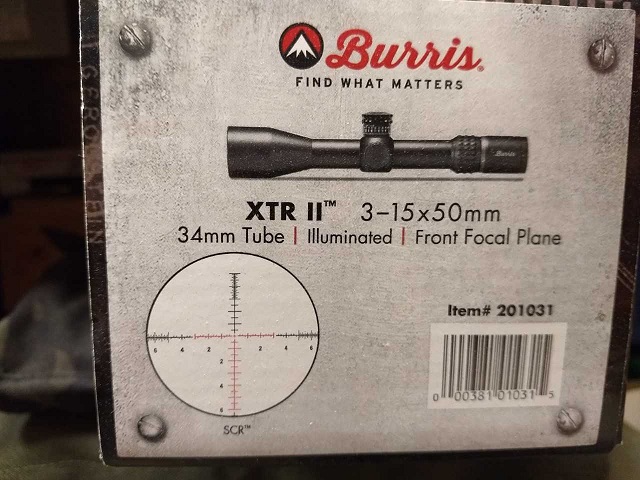 Burris®
FIND WHAT MATTERS
Burris
XTR II™ 3-15x50mm
34mm Tube | Illuminated | Front Focal Plane
Item# 201031
6 4 2 2 4 6
2
4
6
SCR™
0 00381 01031 5